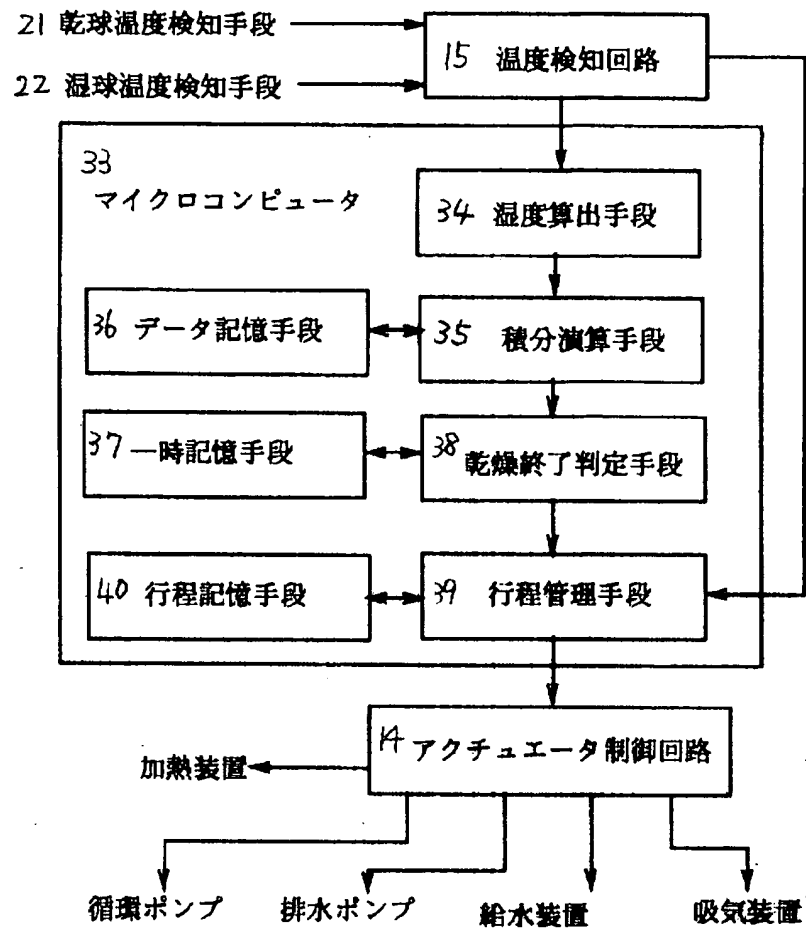 21 乾球温度検知手段
22 湿球温度検知手段
15 温度検知回路
33
マイクロコンピュータ
34 湿度算出手段
36 データ記憶手段
35 積分演算手段
37 一時記憶手段
38 乾燥終了判定手段
40 行程記憶手段
39 行程管理手段
14 アクチュエータ制御回路
加熱装置
循環ポンプ
排水ポンプ
給水装置
吸気装置